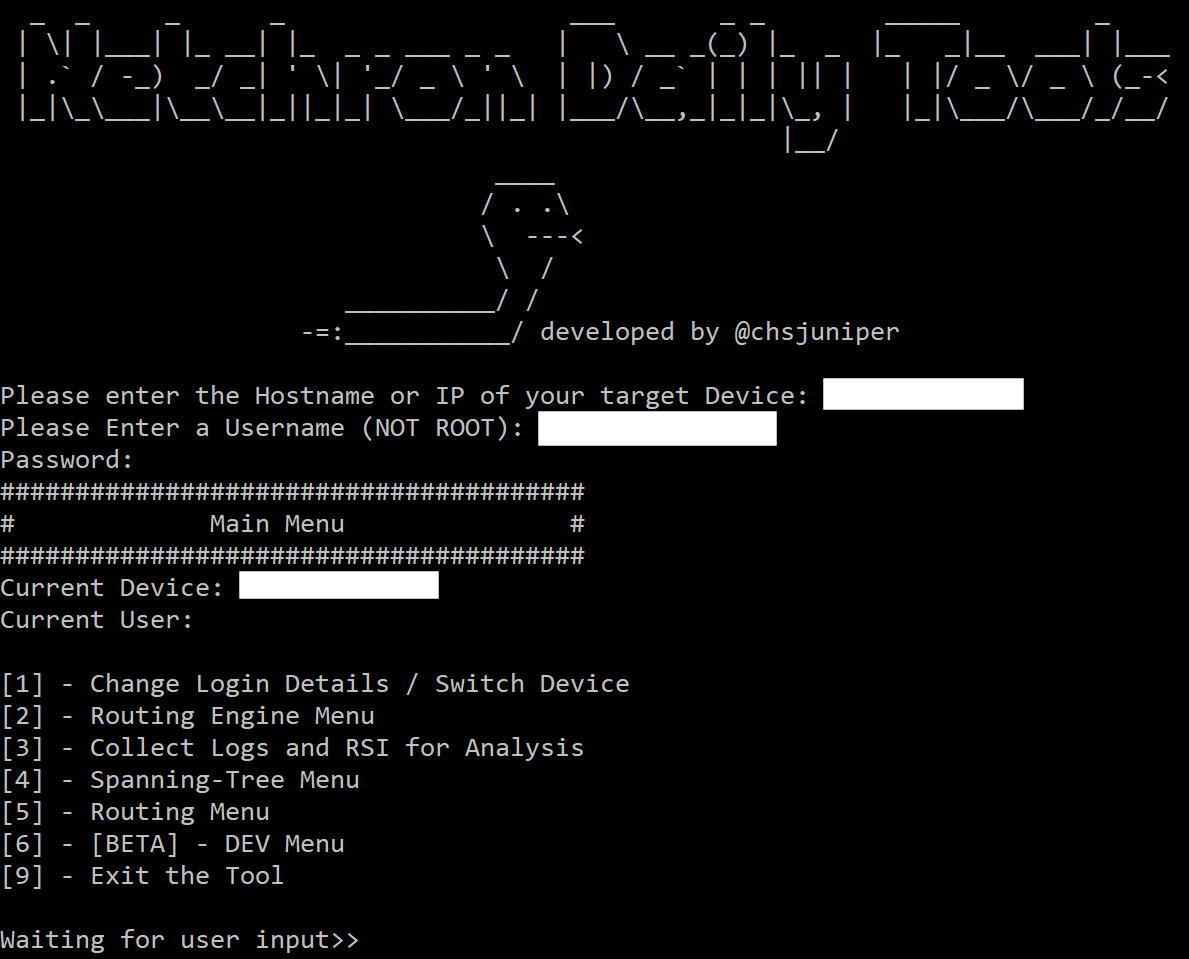 Netchron Daily Tools
-=:___________/ developed by @chsjuniper
Please enter the Hostname or IP of your target Device:
Please Enter a Username (NOT ROOT):
Password:
#######################################
# Main Menu #
#######################################
Current Device:
Current User:
[1] - Change Login Details / Switch Device
[2] - Routing Engine Menu
[3] - Collect Logs and RSI for Analysis
[4] - Spanning-Tree Menu
[5] - Routing Menu
[6] - [BETA] - DEV Menu
[9] - Exit the Tool
Waiting for user input>>